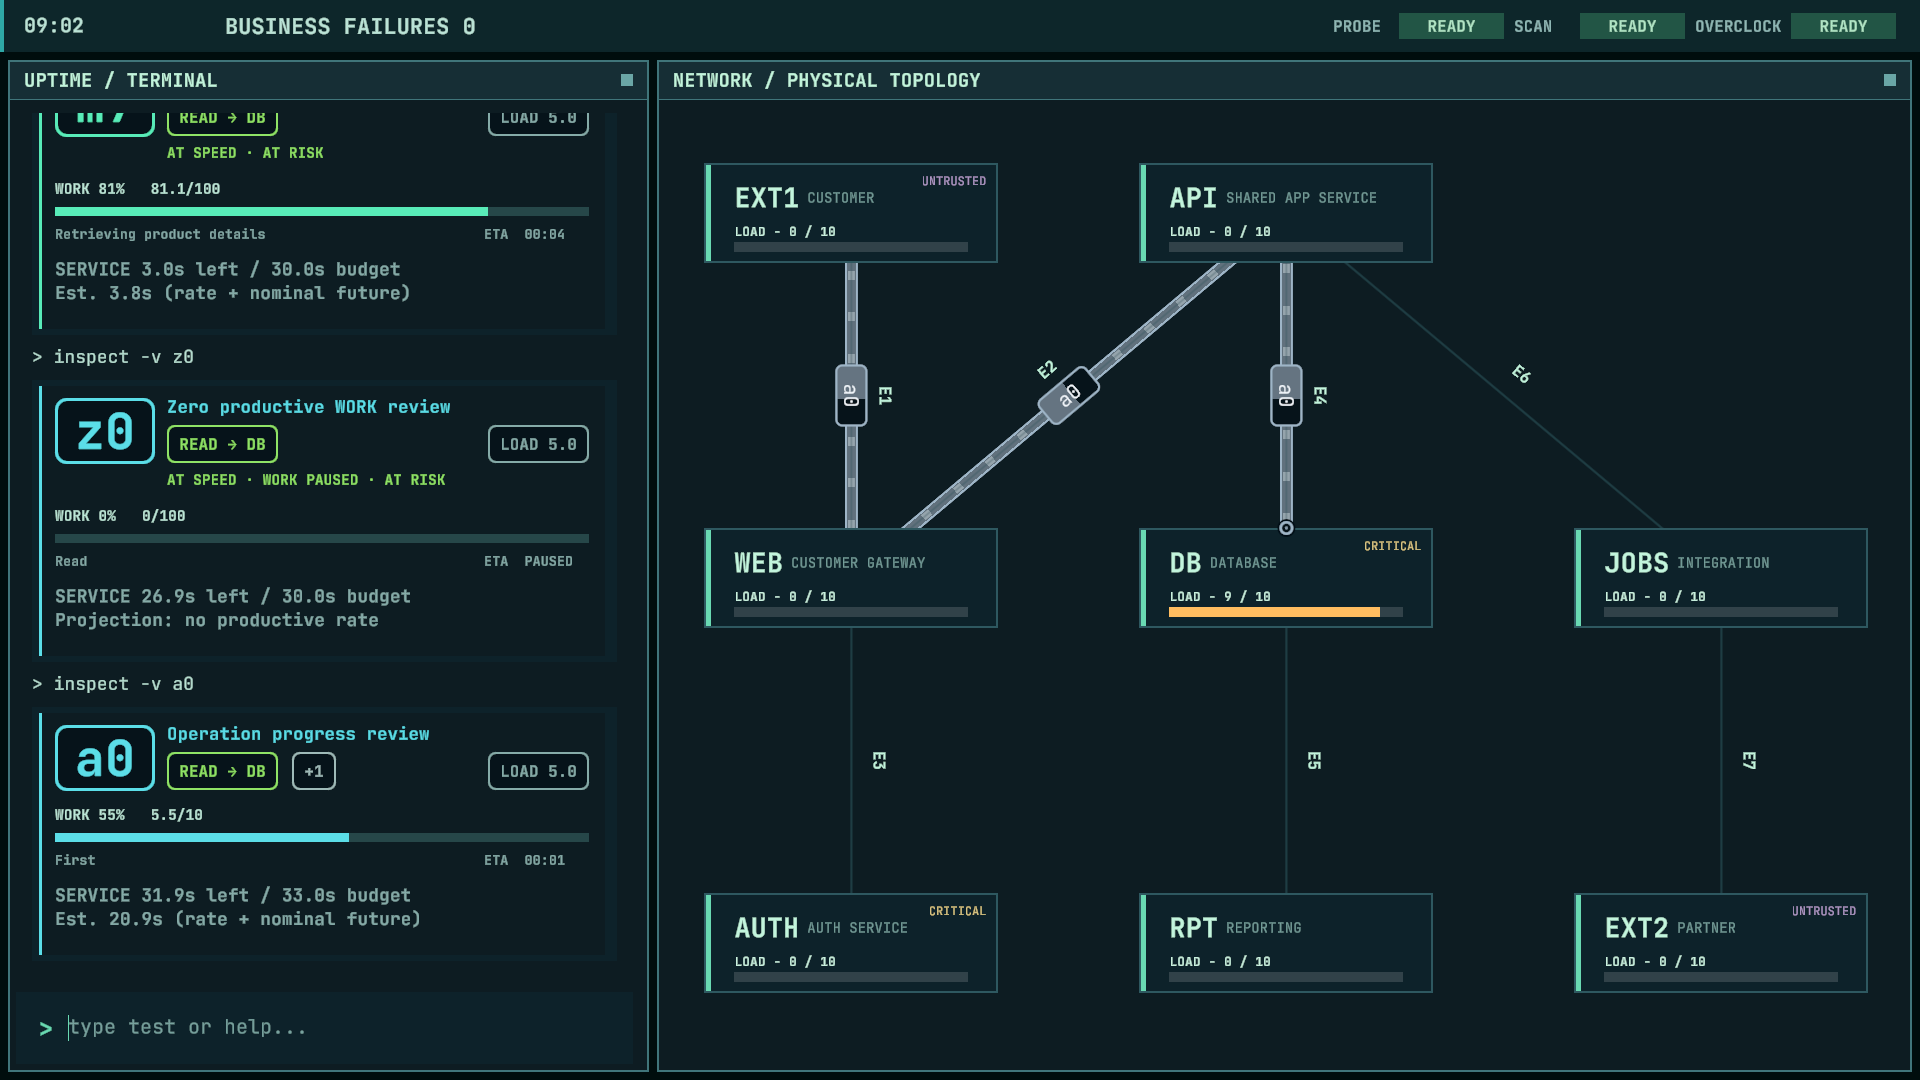 09:02
BUSINESS FAILURES 0
PROBE READY SCAN READY OVERCLOCK READY
UPTIME / TERMINAL
READ → DB
LOAD 5.0
AT SPEED · AT RISK
WORK 81% 81.1/100
Retrieving product details ETA 00:04
SERVICE 3.0s left / 30.0s budget
Est. 3.8s (rate + nominal future)
> inspect -v z0
z0
Zero productive WORK review
READ → DB
LOAD 5.0
AT SPEED · WORK PAUSED · AT RISK
WORK 0% 0/100
Read ETA PAUSED
SERVICE 26.9s left / 30.0s budget
Projection: no productive rate
> inspect -v a0
a0
Operation progress review
READ → DB +1
LOAD 5.0
WORK 55% 5.5/10
First ETA 00:01
SERVICE 31.9s left / 33.0s budget
Est. 20.9s (rate + nominal future)
> type test or help...
NETWORK / PHYSICAL TOPOLOGY
UNTRUSTED
EXT1 CUSTOMER
LOAD - 0 / 10
API SHARED APP SERVICE
LOAD - 0 / 10
a0 E1
E2 a0
a0 E4
E6
WEB CUSTOMER GATEWAY
LOAD - 0 / 10
CRITICAL
DB DATABASE
LOAD - 9 / 10
JOBS INTEGRATION
LOAD - 0 / 10
E3
E5
E7
CRITICAL
AUTH AUTH SERVICE
LOAD - 0 / 10
RPT REPORTING
LOAD - 0 / 10
UNTRUSTED
EXT2 PARTNER
LOAD - 0 / 10